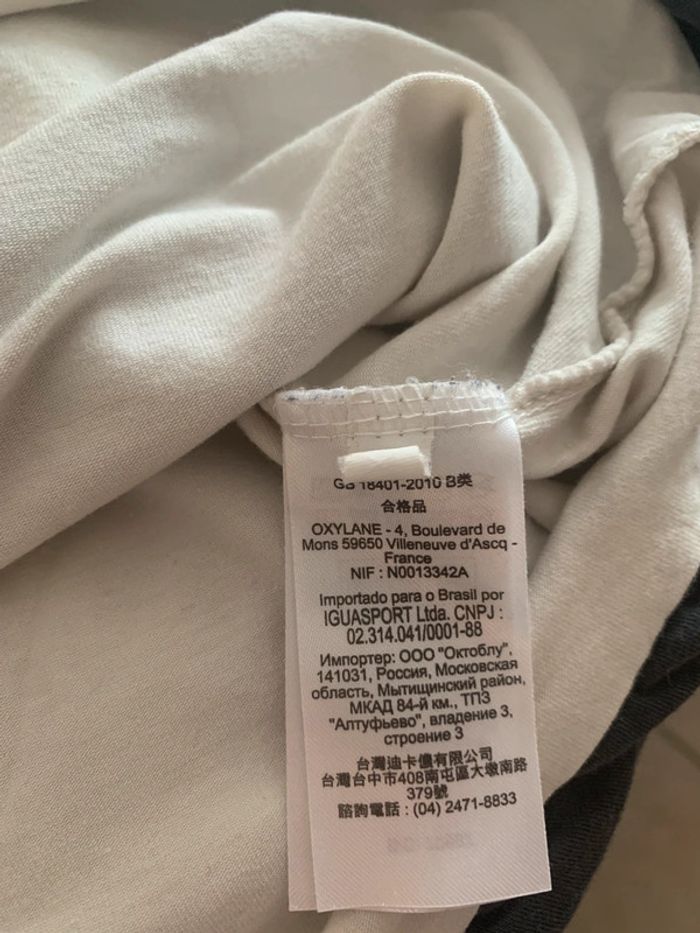 GB 18401-2010 B类
合格品
OXYLANE - 4, Boulevard de
Mons 59650 Villeneuve d'Ascq -
France
NIF : N0013342A
Importado para o Brasil por
IGUASPORT Ltda. CNPJ :
02.314.041/0001-88
Импортер: ООО "Октоблу",
141031, Россия, Московская
область, Мытищинский район,
МКАД 84-й км., ТПЗ
"Алтуфьево", владение 3,
строение 3
台灣迪卡儂有限公司
台灣台中市408南屯區大墩南路
379號
諮詢電話 : (04) 2471-8833